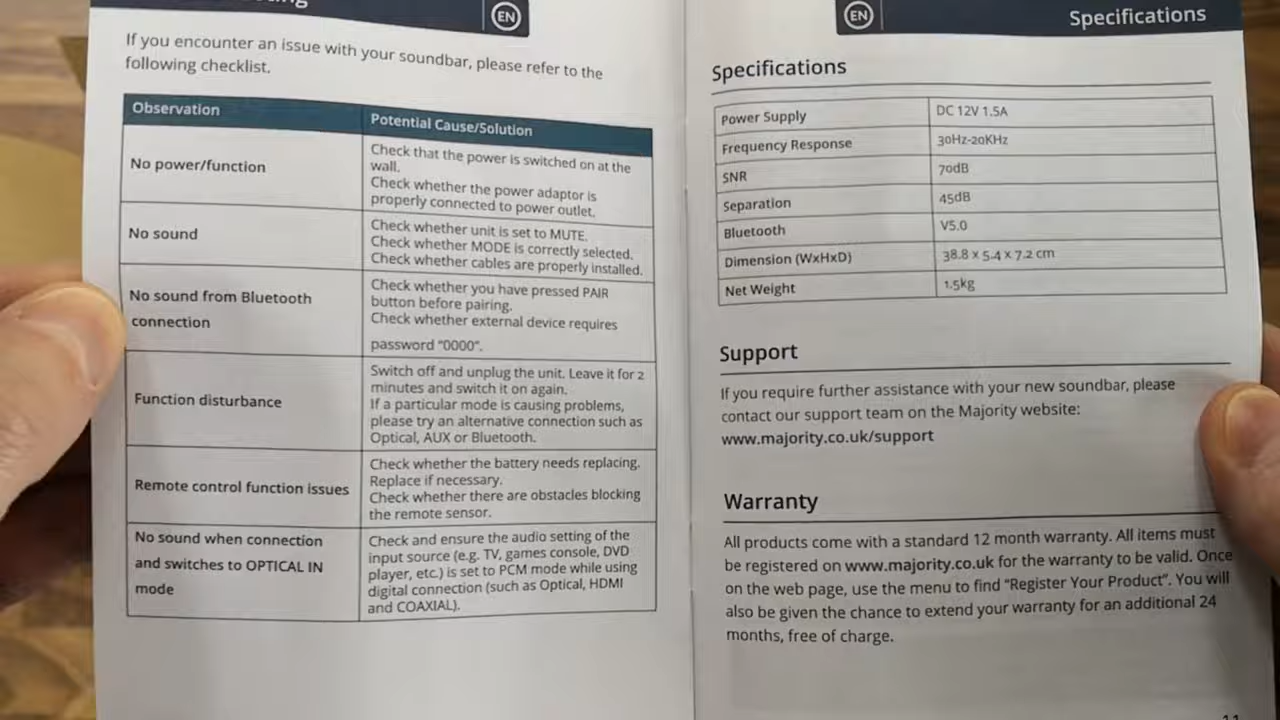 EN
If you encounter an issue with your soundbar, please refer to the
following checklist.
Observation
Potential Cause/Solution
No power/function
Check that the power is switched on at the
wall.
Check whether the power adaptor is
properly connected to power outlet.
No sound
Check whether unit is set to MUTE.
Check whether MODE is correctly selected.
Check whether cables are properly installed.
No sound from Bluetooth
connection
Check whether you have pressed PAIR
button before pairing.
Check whether external device requires
password "0000".
Function disturbance
Switch off and unplug the unit. Leave it for 2
minutes and switch it on again.
If a particular mode is causing problems,
please try an alternative connection such as
Optical, AUX or Bluetooth.
Remote control function issues
Check whether the battery needs replacing.
Replace if necessary.
Check whether there are obstacles blocking
the remote sensor.
No sound when connection
and switches to OPTICAL IN
mode
Check and ensure the audio setting of the
input source (e.g. TV, games console, DVD
player, etc.) is set to PCM mode while using
digital connection (such as Optical, HDMI
and COAXIAL).
EN
Specifications
Specifications
Power Supply
DC 12V 1.5A
Frequency Response
30Hz-20KHz
SNR
70dB
Separation
45dB
Bluetooth
V5.0
Dimension (WxHxD)
38.8 x 5.4 x 7.2 cm
Net Weight
1.5kg
Support
If you require further assistance with your new soundbar, please
contact our support team on the Majority website:
www.majority.co.uk/support
Warranty
All products come with a standard 12 month warranty. All items must
be registered on www.majority.co.uk for the warranty to be valid. Once
on the web page, use the menu to find "Register Your Product". You will
also be given the chance to extend your warranty for an additional 24
months, free of charge.